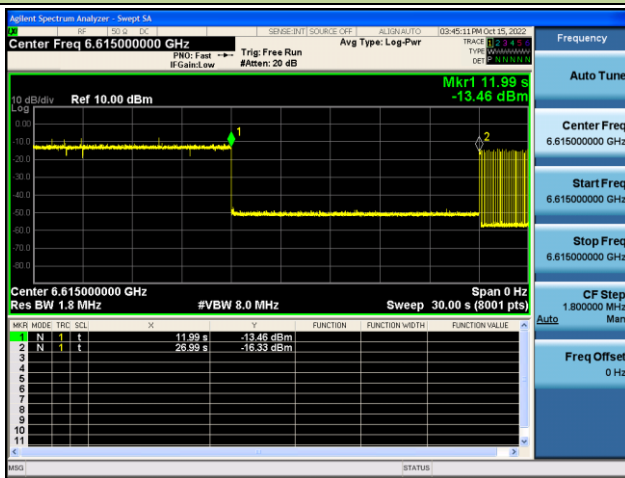 Agilent Spectrum Analyzer - Swept SA
RF 50 Ω DC SENSE:INT SOURCE OFF ALIGNAUTO 03:45:11 PM Oct 15, 2022
Center Freq 6.615000000 GHz
PNO: Fast
IFGain:Low
Trig: Free Run
#Atten: 20 dB
Avg Type: Log-Pwr
TRACE 1 2 3 4 5 6
TYPE
DET P N N N N N
Mkr1 11.99 s
-13.46 dBm
10 dB/div Ref 10.00 dBm
Log
0.00
-10.0
-20.0
-30.0
-40.0
-50.0
-60.0
-70.0
-80.0
1
2
Center 6.615000000 GHz Span 0 Hz
Res BW 1.8 MHz #VBW 8.0 MHz Sweep 30.00 s (8001 pts)
MKR MODE TRC SCL X Y FUNCTION FUNCTION WIDTH FUNCTION VALUE
1 N 1 t 11.99 s -13.46 dBm
2 N 1 t 26.99 s -16.33 dBm
3
4
5
6
7
8
9
10
11
MSG STATUS
Frequency
Auto Tune
Center Freq
6.615000000 GHz
Start Freq
6.615000000 GHz
Stop Freq
6.615000000 GHz
CF Step
1.800000 MHz
Auto Man
Freq Offset
0 Hz